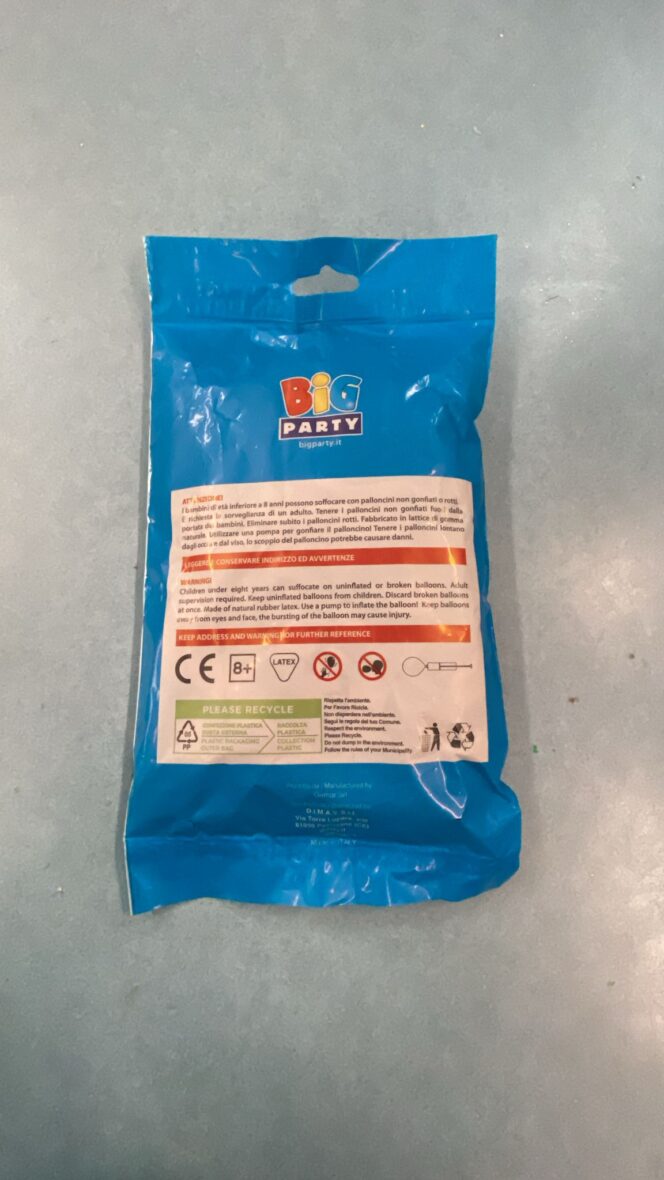 BiG
PARTY
bigparty.it
ATTENZIONE!
I bambini di età inferiore a 8 anni possono soffocare con palloncini non gonfiati o rotti.
È richiesta la sorveglianza di un adulto. Tenere i palloncini non gonfiati fuori dalla
portata dei bambini. Eliminare subito i palloncini rotti. Fabbricato in lattice di gomma
naturale. Utilizzare una pompa per gonfiare il palloncino! Tenere i palloncini lontano
dagli occhi e dal viso, lo scoppio del palloncino potrebbe causare danni.
LEGGERE E CONSERVARE INDIRIZZO ED AVVERTENZE
WARNING!
Children under eight years can suffocate on uninflated or broken balloons. Adult
supervision required. Keep uninflated balloons from children. Discard broken balloons
at once. Made of natural rubber latex. Use a pump to inflate the balloon! Keep balloons
away from eyes and face, the bursting of the balloon may cause injury.
KEEP ADDRESS AND WARNING FOR FURTHER REFERENCE
CE 8+ LATEX
PLEASE RECYCLE
CONFEZIONE PLASTICA RACCOLTA
BUSTA ESTERNA PLASTICA
PLASTIC PACKAGING COLLECTION
OUTER BAG PLASTIC
PP
Rispetta l'ambiente.
Per Favore Ricicla.
Non disperdere nell'ambiente.
Segui le regole del tuo Comune.
Respect the environment.
Please Recycle.
Do not dump in the environment.
Follow the rules of your Municipality
Manufactured by
Gemar srl
D.I.M.A.V. S.r.l.
Via Torre Lupara